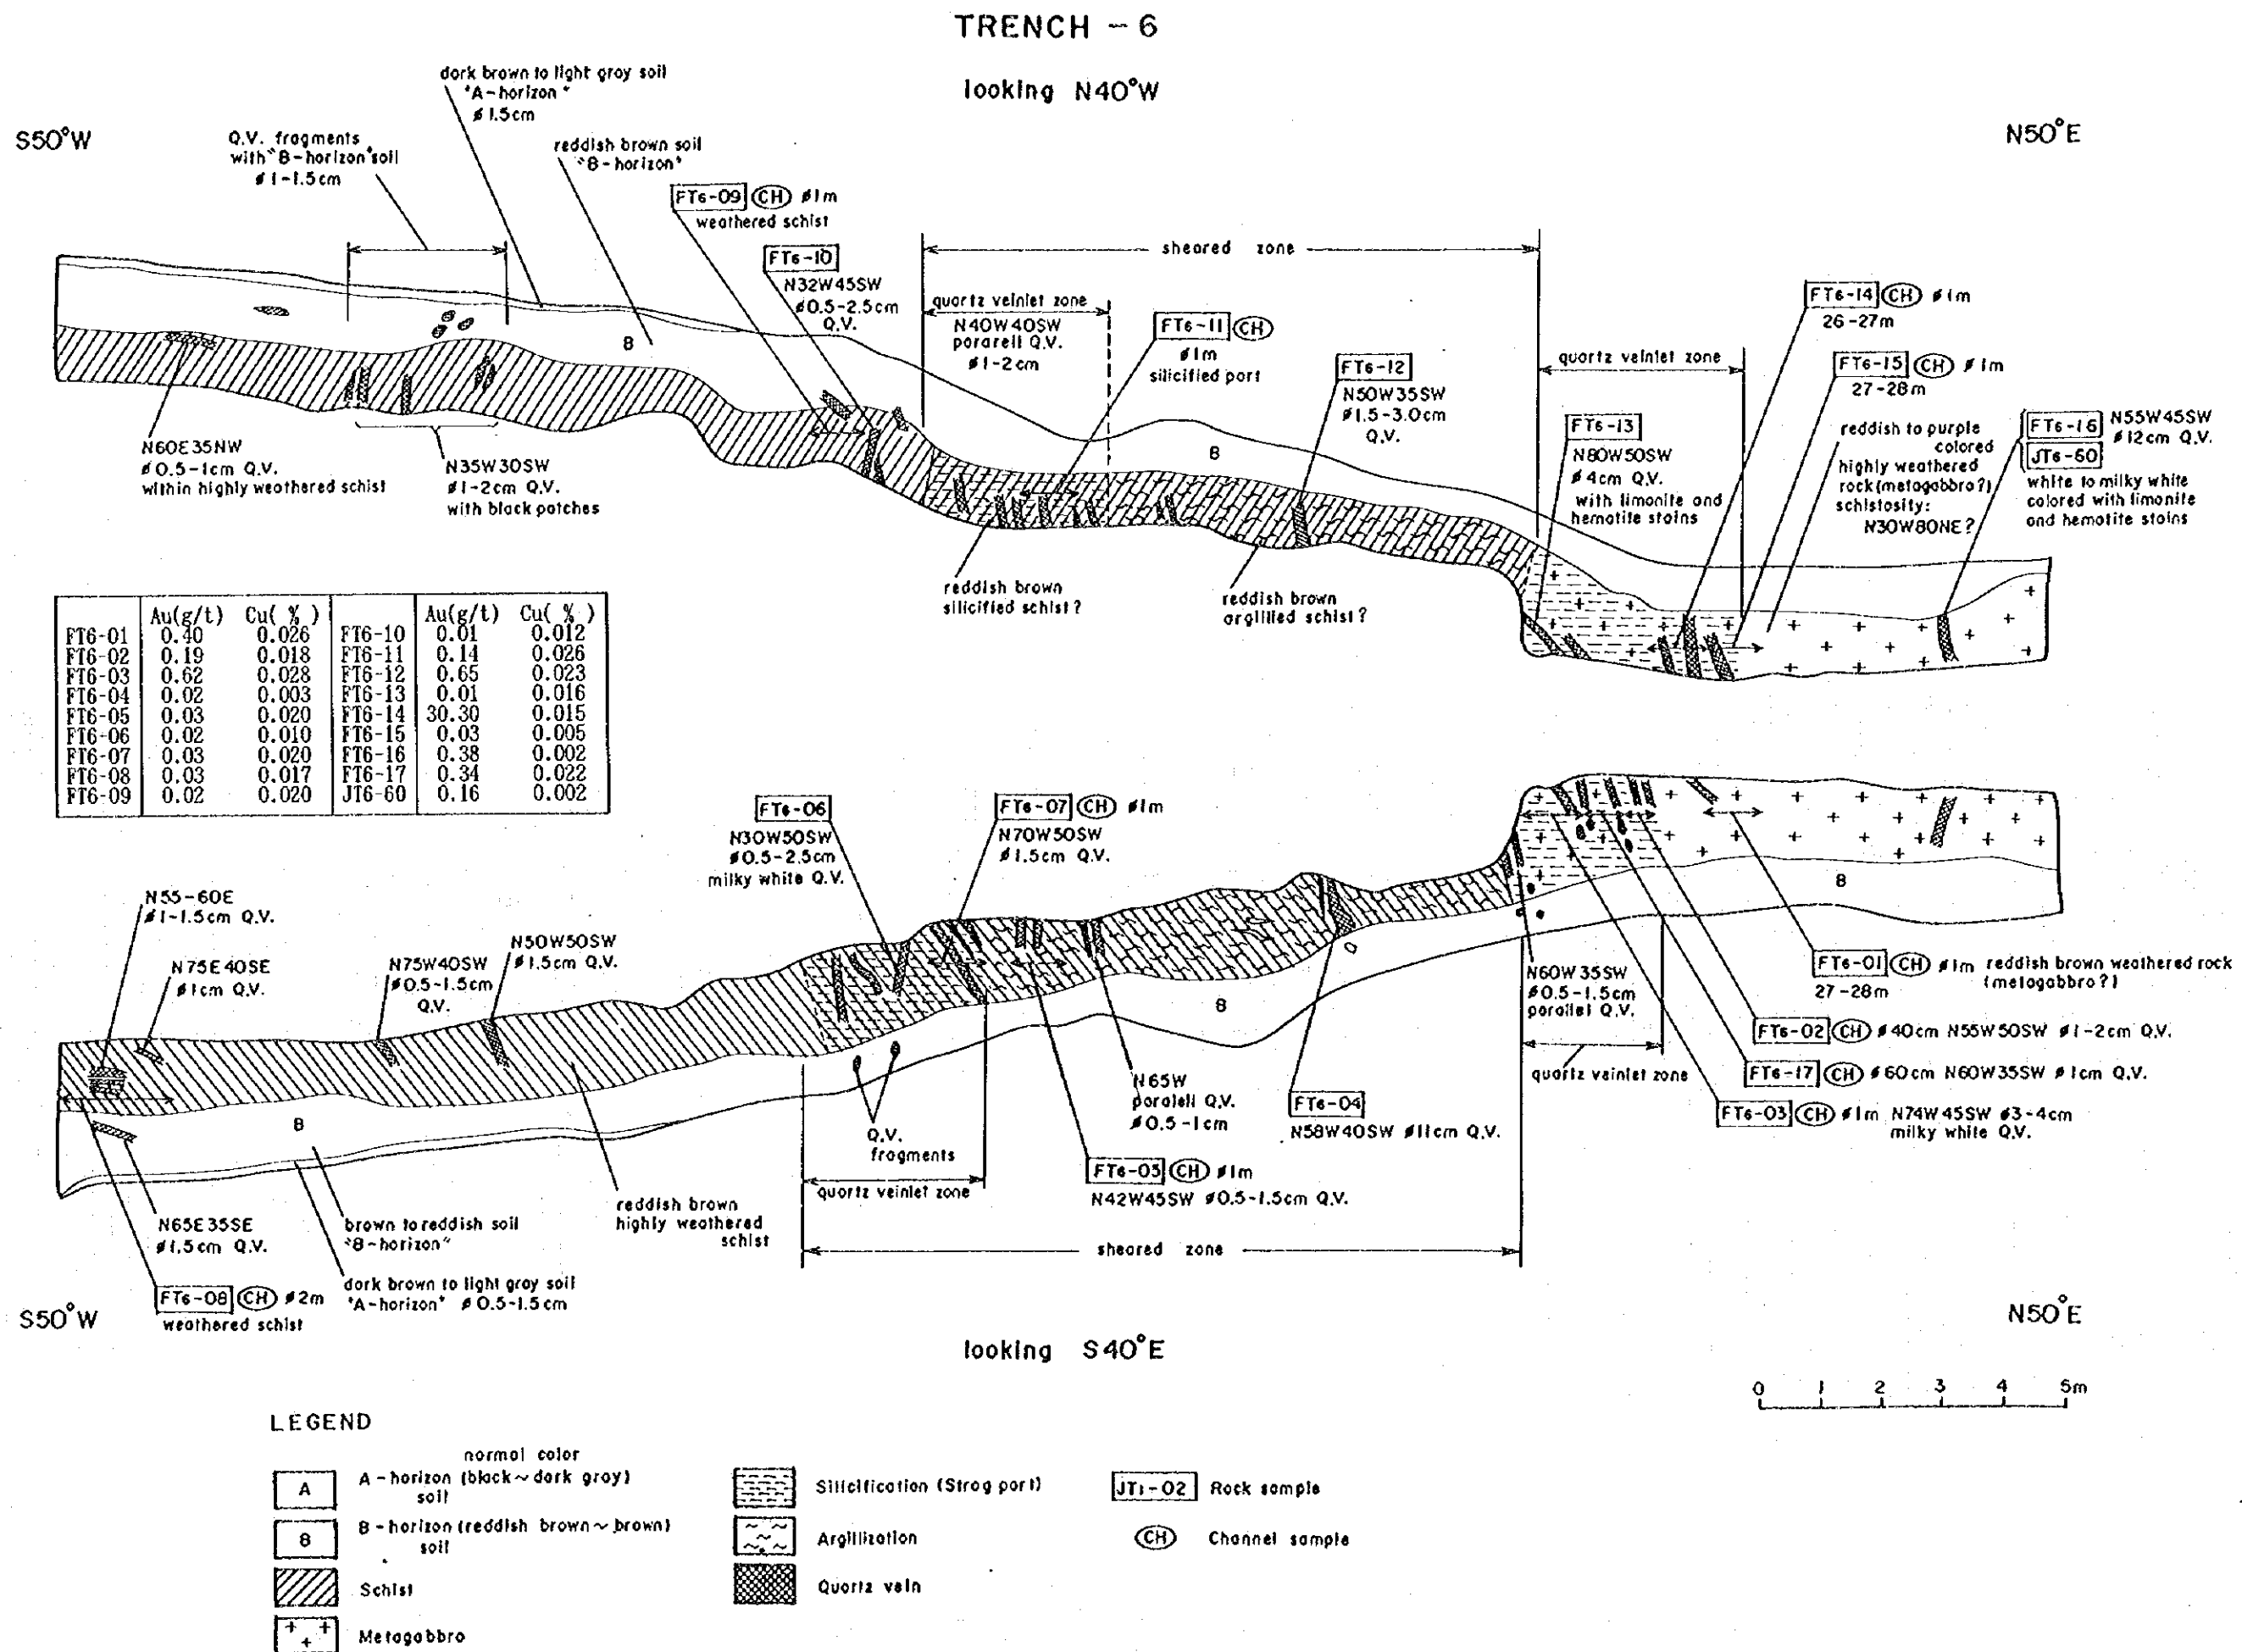 TRENCH - 6
looking N40°W
S50°W
N50°E
dark brown to light gray soil
"A-horizon"
ø1.5cm
Q.V. fragments
with "B-horizon" soil
ø1-1.5cm
reddish brown soil
"B-horizon"
FT6-09 CH ø1m
weathered schist
FT6-10
N32W45SW
ø0.5-2.5cm
Q.V.
sheared zone
quartz veinlet zone
N40W40SW
pararell Q.V.
ø1-2cm
FT6-11 CH
ø1m
silicified part
FT6-12
N50W35SW
ø1.5-3.0cm
Q.V.
quartz veinlet zone
FT6-13
N80W50SW
ø4cm Q.V.
with limonite and
hematite stains
FT6-14 CH ø1m
26-27m
FT6-15 CH ø1m
27-28m
reddish to purple
colored
highly weathered
rock (metagabbro?)
schistosity:
N30W80NE?
FT6-16 N55W45SW
ø12cm Q.V.
JT6-60
white to milky white
colored with limonite
and hematite stains
B
B
N60E35NW
ø0.5-1cm Q.V.
within highly weathered schist
N35W30SW
ø1-2cm Q.V.
with black patches
reddish brown
silicified schist?
reddish brown
argillied schist?
Au(g/t) Cu( % ) Au(g/t) Cu( % )
FT6-01 0.40 0.026 FT6-10 0.01 0.012
FT6-02 0.19 0.018 FT6-11 0.14 0.026
FT6-03 0.62 0.028 FT6-12 0.65 0.023
FT6-04 0.02 0.003 FT6-13 0.01 0.016
FT6-05 0.03 0.020 FT6-14 30.30 0.015
FT6-06 0.02 0.010 FT6-15 0.03 0.005
FT6-07 0.03 0.020 FT6-16 0.38 0.002
FT6-08 0.03 0.017 FT6-17 0.34 0.022
FT6-09 0.02 0.020 JT6-60 0.16 0.002
FT6-06
N30W50SW
ø0.5-2.5cm
milky white Q.V.
FT6-07 CH ø1m
N70W50SW
ø1.5cm Q.V.
N55-60E
ø1-1.5cm Q.V.
N75E40SE
ø1cm Q.V.
N75W40SW
ø0.5-1.5cm
Q.V.
N50W50SW
ø1.5cm Q.V.
B
B
B
N60W35SW
ø0.5-1.5cm
parallel Q.V.
quartz veinlet zone
FT6-01 CH ø1m reddish brown weathered rock
27-28m (metagabbro?)
FT6-02 CH ø40cm N55W50SW ø1-2cm Q.V.
FT6-17 CH ø60cm N60W35SW ø1cm Q.V.
FT6-03 CH ø1m N74W45SW ø3-4cm
milky white Q.V.
N65W
paralell Q.V.
ø0.5-1cm
FT6-04
N58W40SW ø11cm Q.V.
FT6-05 CH ø1m
N42W45SW ø0.5-1.5cm Q.V.
Q.V.
fragments
quartz veinlet zone
sheared zone
N65E35SE
ø1.5cm Q.V.
brown to reddish soil
"B-horizon"
reddish brown
highly weathered
schist
FT6-08 CH ø2m
weathered schist
dark brown to light gray soil
"A-horizon" ø0.5-1.5cm
S50°W
N50°E
looking S40°E
0 1 2 3 4 5m
LEGEND
normal color
A A-horizon (black~dark gray)
soil
B B-horizon (reddish brown~brown)
soil
Schist
Metagabbro
Silicification (Strog part)
Argillization
Quartz vein
JT1-02 Rock sample
CH Channel sample